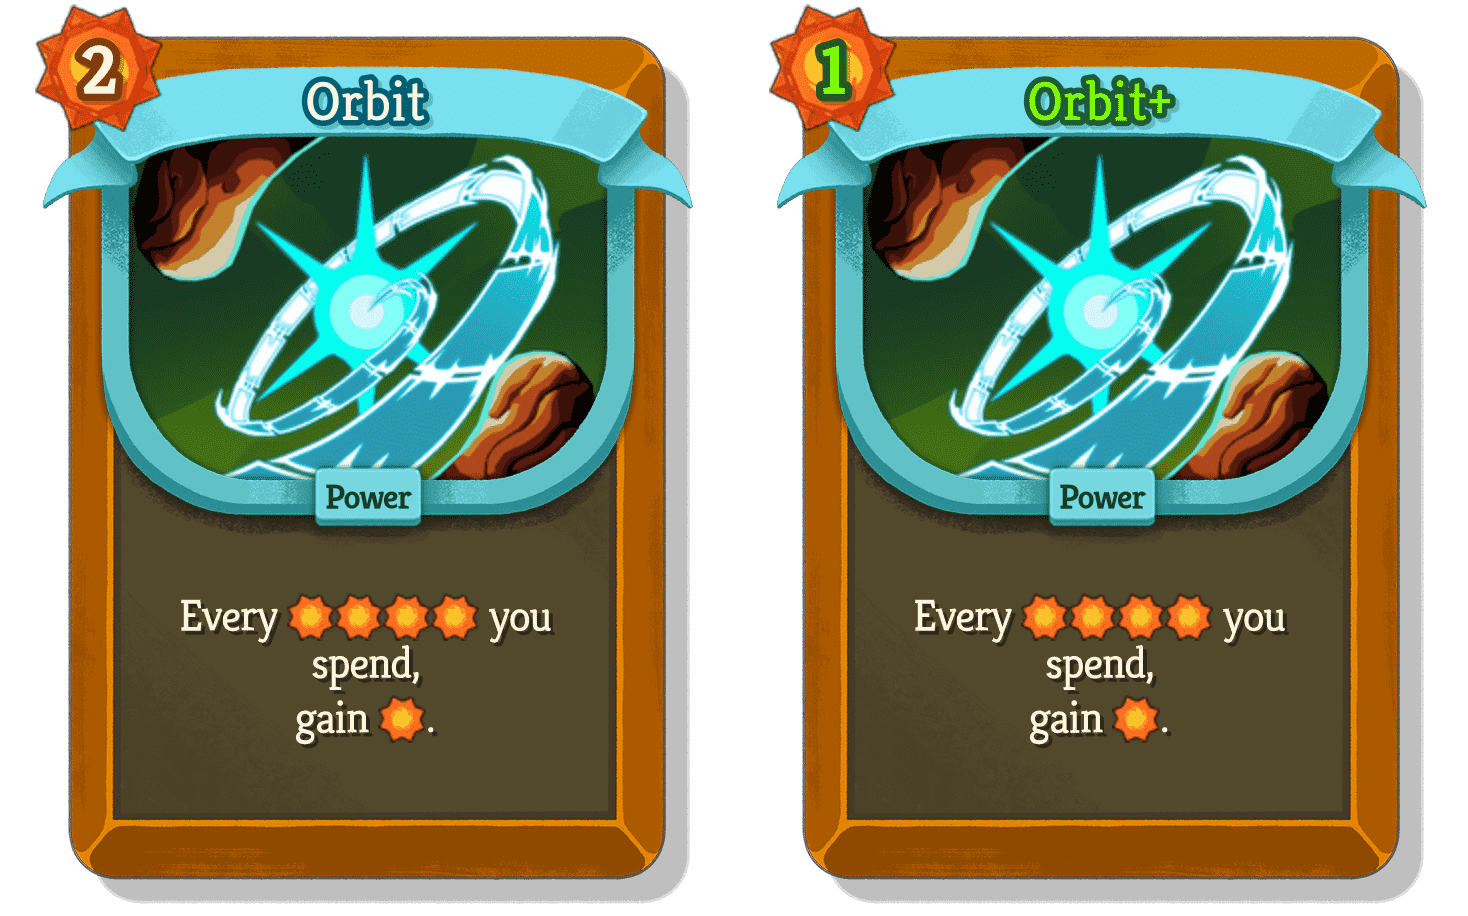 2
Orbit
Power
Every you
spend,
gain .
1
Orbit+
Power
Every you
spend,
gain .